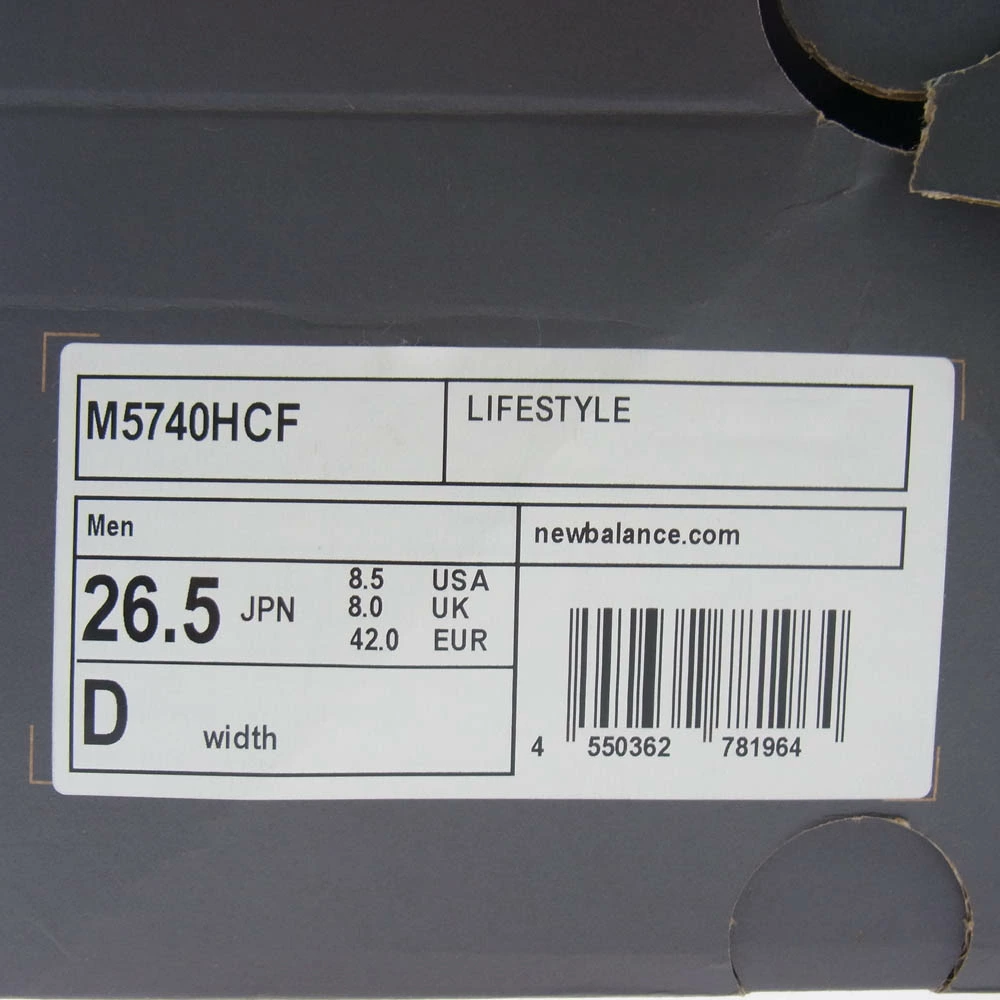 M5740HCF
LIFESTYLE
Men
newbalance.com
26.5 JPN
8.5 USA
8.0 UK
42.0 EUR
D width
4 550362 781964